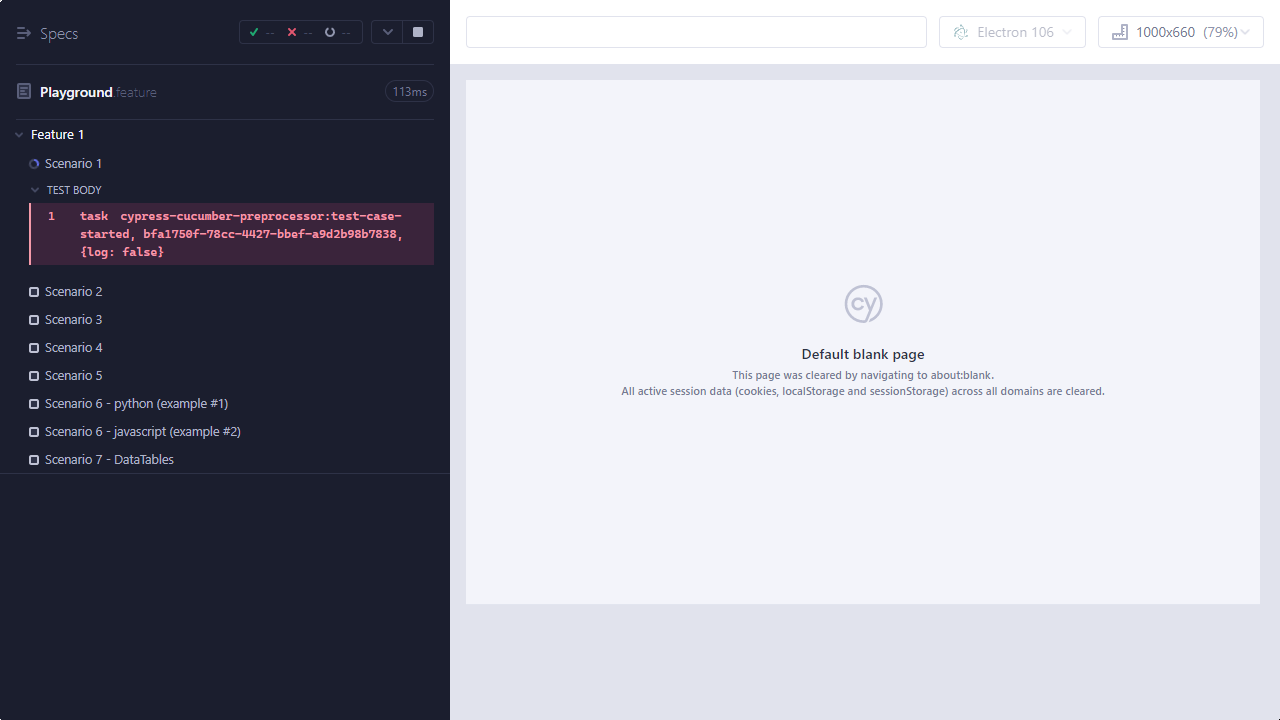 Specs
--
--
--
Electron 106
1000x660 (79%)
Playground.feature
113ms
Feature 1
Scenario 1
TEST BODY
1 task cypress-cucumber-preprocessor:test-case-
started, bfa1750f-78cc-4427-bbef-a9d2b98b7838,
{log: false}
Scenario 2
Scenario 3
Scenario 4
Scenario 5
Scenario 6 - python (example #1)
Scenario 6 - javascript (example #2)
Scenario 7 - DataTables
cy
Default blank page
This page was cleared by navigating to about:blank.
All active session data (cookies, localStorage and sessionStorage) across all domains are cleared.